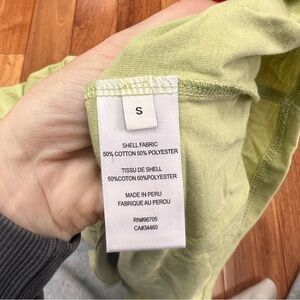 S
SHELL FABRIC
50% COTTON 50% POLYESTER
TISSU DE SHELL
50%COTON 50%POLYESTER
MADE IN PERU
FABRIQUE AU PEROU
RN#96705
CA#34460